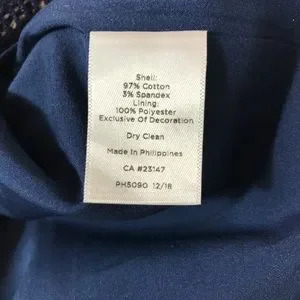 Shell:
97% Cotton
3% Spandex
Lining:
100% Polyester
Exclusive Of Decoration
Dry Clean
Made In Philippines
CA #23147
PH5090 12/18